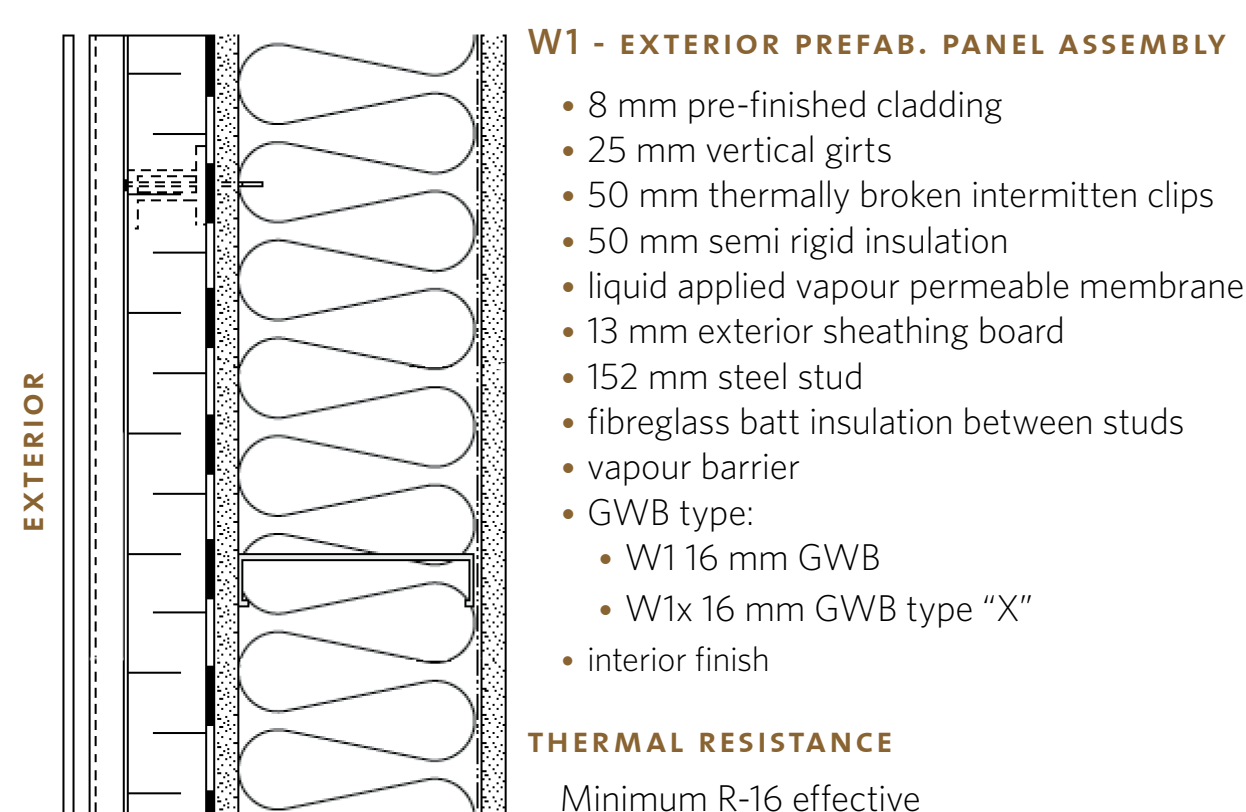 W1 - EXTERIOR PREFAB. PANEL ASSEMBLY
• 8 mm pre-finished cladding
• 25 mm vertical girts
• 50 mm thermally broken intermitten clips
• 50 mm semi rigid insulation
• liquid applied vapour permeable membrane
• 13 mm exterior sheathing board
• 152 mm steel stud
• fibreglass batt insulation between studs
• vapour barrier
• GWB type:
• W1 16 mm GWB
• W1x 16 mm GWB type “X”
• interior finish
THERMAL RESISTANCE
Minimum R-16 effective
EXTERIOR